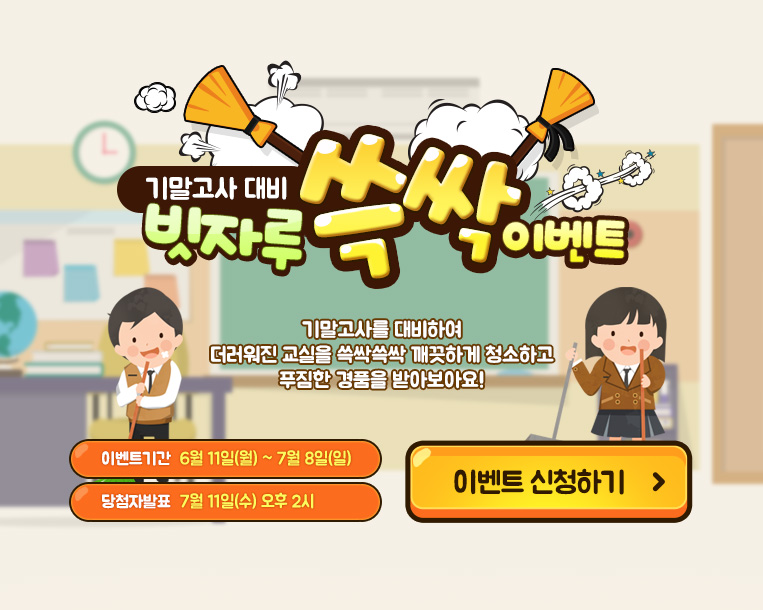 기말고사 대비
빗자루 쓱싹 이벤트
기말고사를 대비하여
더러워진 교실을 쓱싹쓱싹 깨끗하게 청소하고
푸짐한 경품을 받아보아요!
이벤트기간 6월 11일(월) ~ 7월 8일(일)
당첨자발표 7월 11일(수) 오후 2시
이벤트 신청하기 >